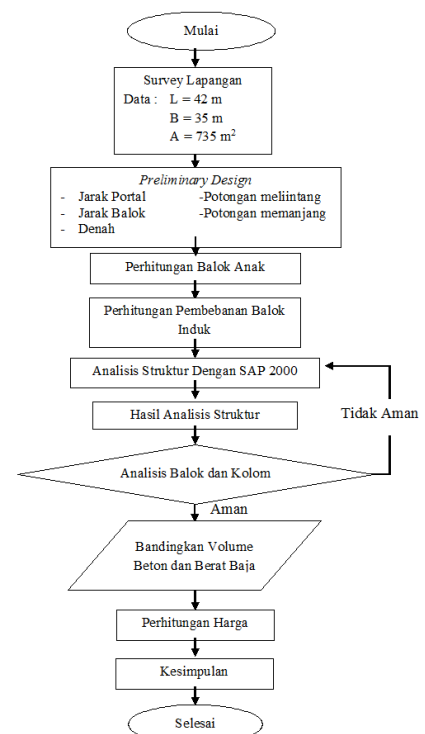 Mulai
Survey Lapangan
Data : L = 42 m
B = 35 m
A = 735 m²
Preliminary Design
- Jarak Portal -Potongan meliintang
- Jarak Balok -Potongan memanjang
- Denah
Perhitungan Balok Anak
Perhitungan Pembebanan Balok
Induk
Analisis Struktur Dengan SAP 2000
Hasil Analisis Struktur
Tidak Aman
Analisis Balok dan Kolom
Aman
Bandingkan Volume
Beton dan Berat Baja
Perhitungan Harga
Kesimpulan
Selesai